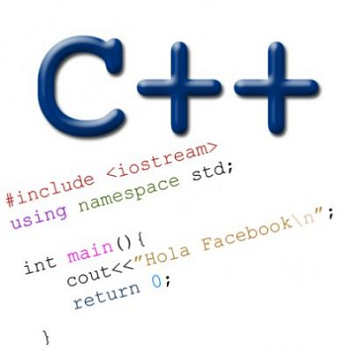 C++
#include <iostream>
using namespace std;
int main(){
cout<<”Hola Facebook\n”;
return 0;
}